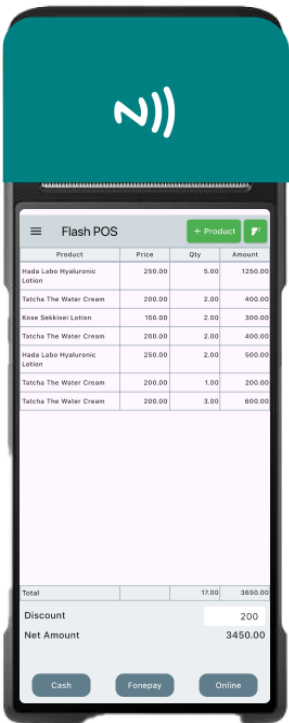 Flash POS + Product
Product Price Qty Amount
Hada Labo Hyaluronic 250.00 5.00 1250.00
Lotion
Tatcha The Water Cream 200.00 2.00 400.00
Kose Sekkisei Lotion 150.00 2.00 300.00
Tatcha The Water Cream 200.00 2.00 400.00
Hada Labo Hyaluronic 250.00 2.00 500.00
Lotion
Tatcha The Water Cream 200.00 1.00 200.00
Tatcha The Water Cream 200.00 3.00 600.00
Total 17.00 3650.00
Discount 200
Net Amount 3450.00
Cash Fonepay Online